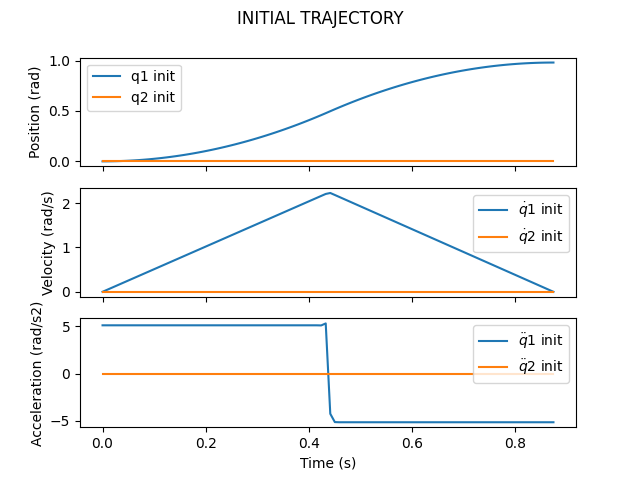 INITIAL TRAJECTORY
Position (rad)
1.0
0.5
0.0
q1 init
q2 init
Velocity (rad/s)
2
1
0
q̇1 init
q̇2 init
Acceleration (rad/s2)
5
0
−5
q̈1 init
q̈2 init
0.0 0.2 0.4 0.6 0.8
Time (s)